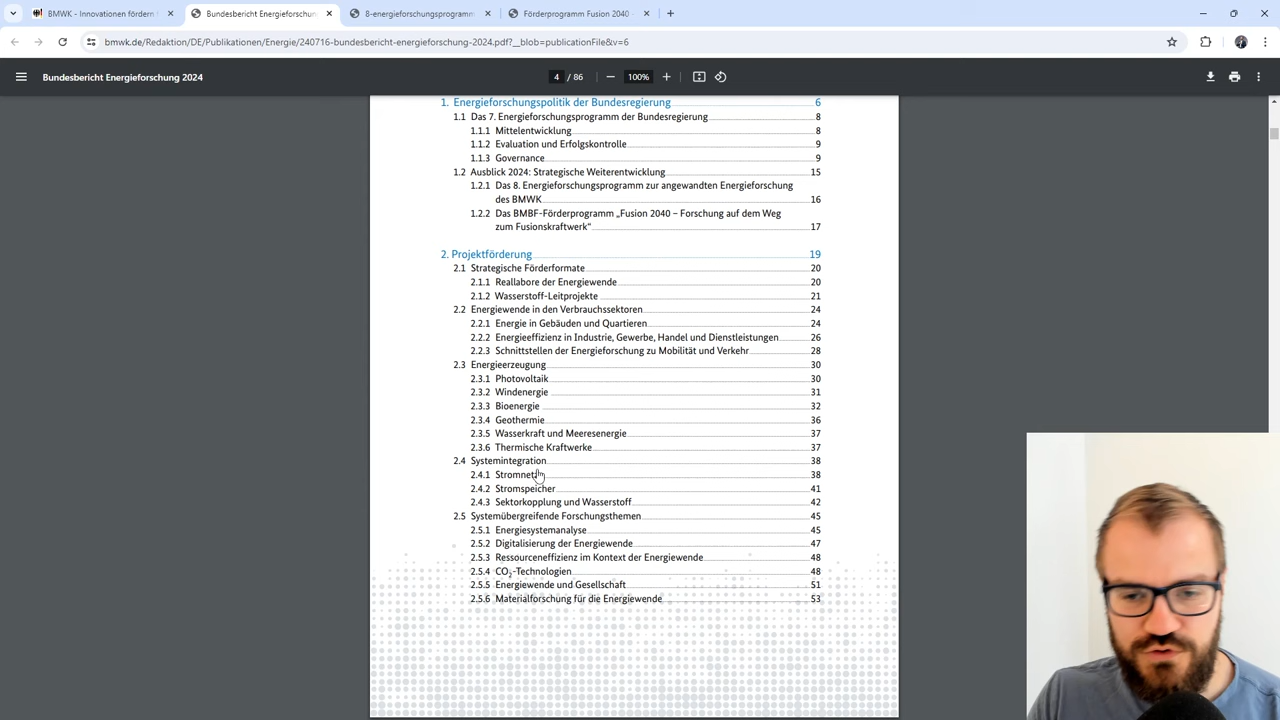 BMWK - Innovationen fördern
Bundesbericht Energieforschung
8-energieforschungsprogramm
Förderprogramm Fusion 2040 -
bmwk.de/Redaktion/DE/Publikationen/Energie/240716-bundesbericht-energieforschung-2024.pdf?__blob=publicationFile&v=6
Bundesbericht Energieforschung 2024
4 / 86
100%
1. Energieforschungspolitik der Bundesregierung 6
1.1 Das 7. Energieforschungsprogramm der Bundesregierung 8
1.1.1 Mittelentwicklung 8
1.1.2 Evaluation und Erfolgskontrolle 9
1.1.3 Governance 9
1.2 Ausblick 2024: Strategische Weiterentwicklung 15
1.2.1 Das 8. Energieforschungsprogramm zur angewandten Energieforschung
des BMWK 16
1.2.2 Das BMBF-Förderprogramm „Fusion 2040 – Forschung auf dem Weg
zum Fusionskraftwerk“ 17
2. Projektförderung 19
2.1 Strategische Förderformate 20
2.1.1 Reallabore der Energiewende 20
2.1.2 Wasserstoff-Leitprojekte 21
2.2 Energiewende in den Verbrauchssektoren 24
2.2.1 Energie in Gebäuden und Quartieren 24
2.2.2 Energieeffizienz in Industrie, Gewerbe, Handel und Dienstleistungen 26
2.2.3 Schnittstellen der Energieforschung zu Mobilität und Verkehr 28
2.3 Energieerzeugung 30
2.3.1 Photovoltaik 30
2.3.2 Windenergie 31
2.3.3 Bioenergie 32
2.3.4 Geothermie 36
2.3.5 Wasserkraft und Meeresenergie 37
2.3.6 Thermische Kraftwerke 37
2.4 Systemintegration 38
2.4.1 Stromnetze 38
2.4.2 Stromspeicher 41
2.4.3 Sektorkopplung und Wasserstoff 42
2.5 Systemübergreifende Forschungsthemen 45
2.5.1 Energiesystemanalyse 45
2.5.2 Digitalisierung der Energiewende 47
2.5.3 Ressourceneffizienz im Kontext der Energiewende 48
2.5.4 CO₂-Technologien 48
2.5.5 Energiewende und Gesellschaft 51
2.5.6 Materialforschung für die Energiewende 53